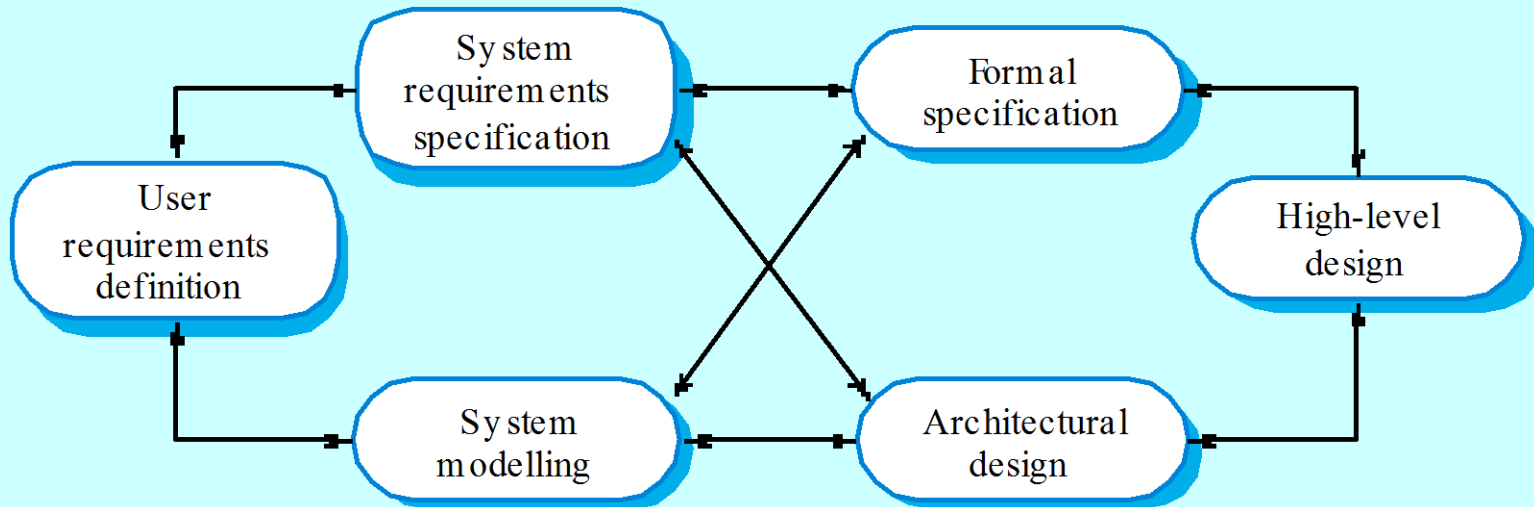 System
requirements
specification
Formal
specification
User
requirements
definition
High-level
design
System
modelling
Architectural
design